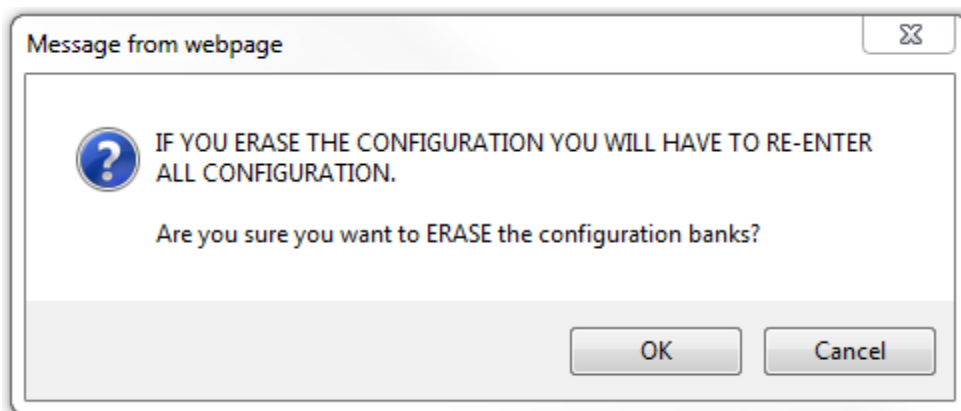 Message from webpage
IF YOU ERASE THE CONFIGURATION YOU WILL HAVE TO RE-ENTER
ALL CONFIGURATION.
Are you sure you want to ERASE the configuration banks?
OK
Cancel